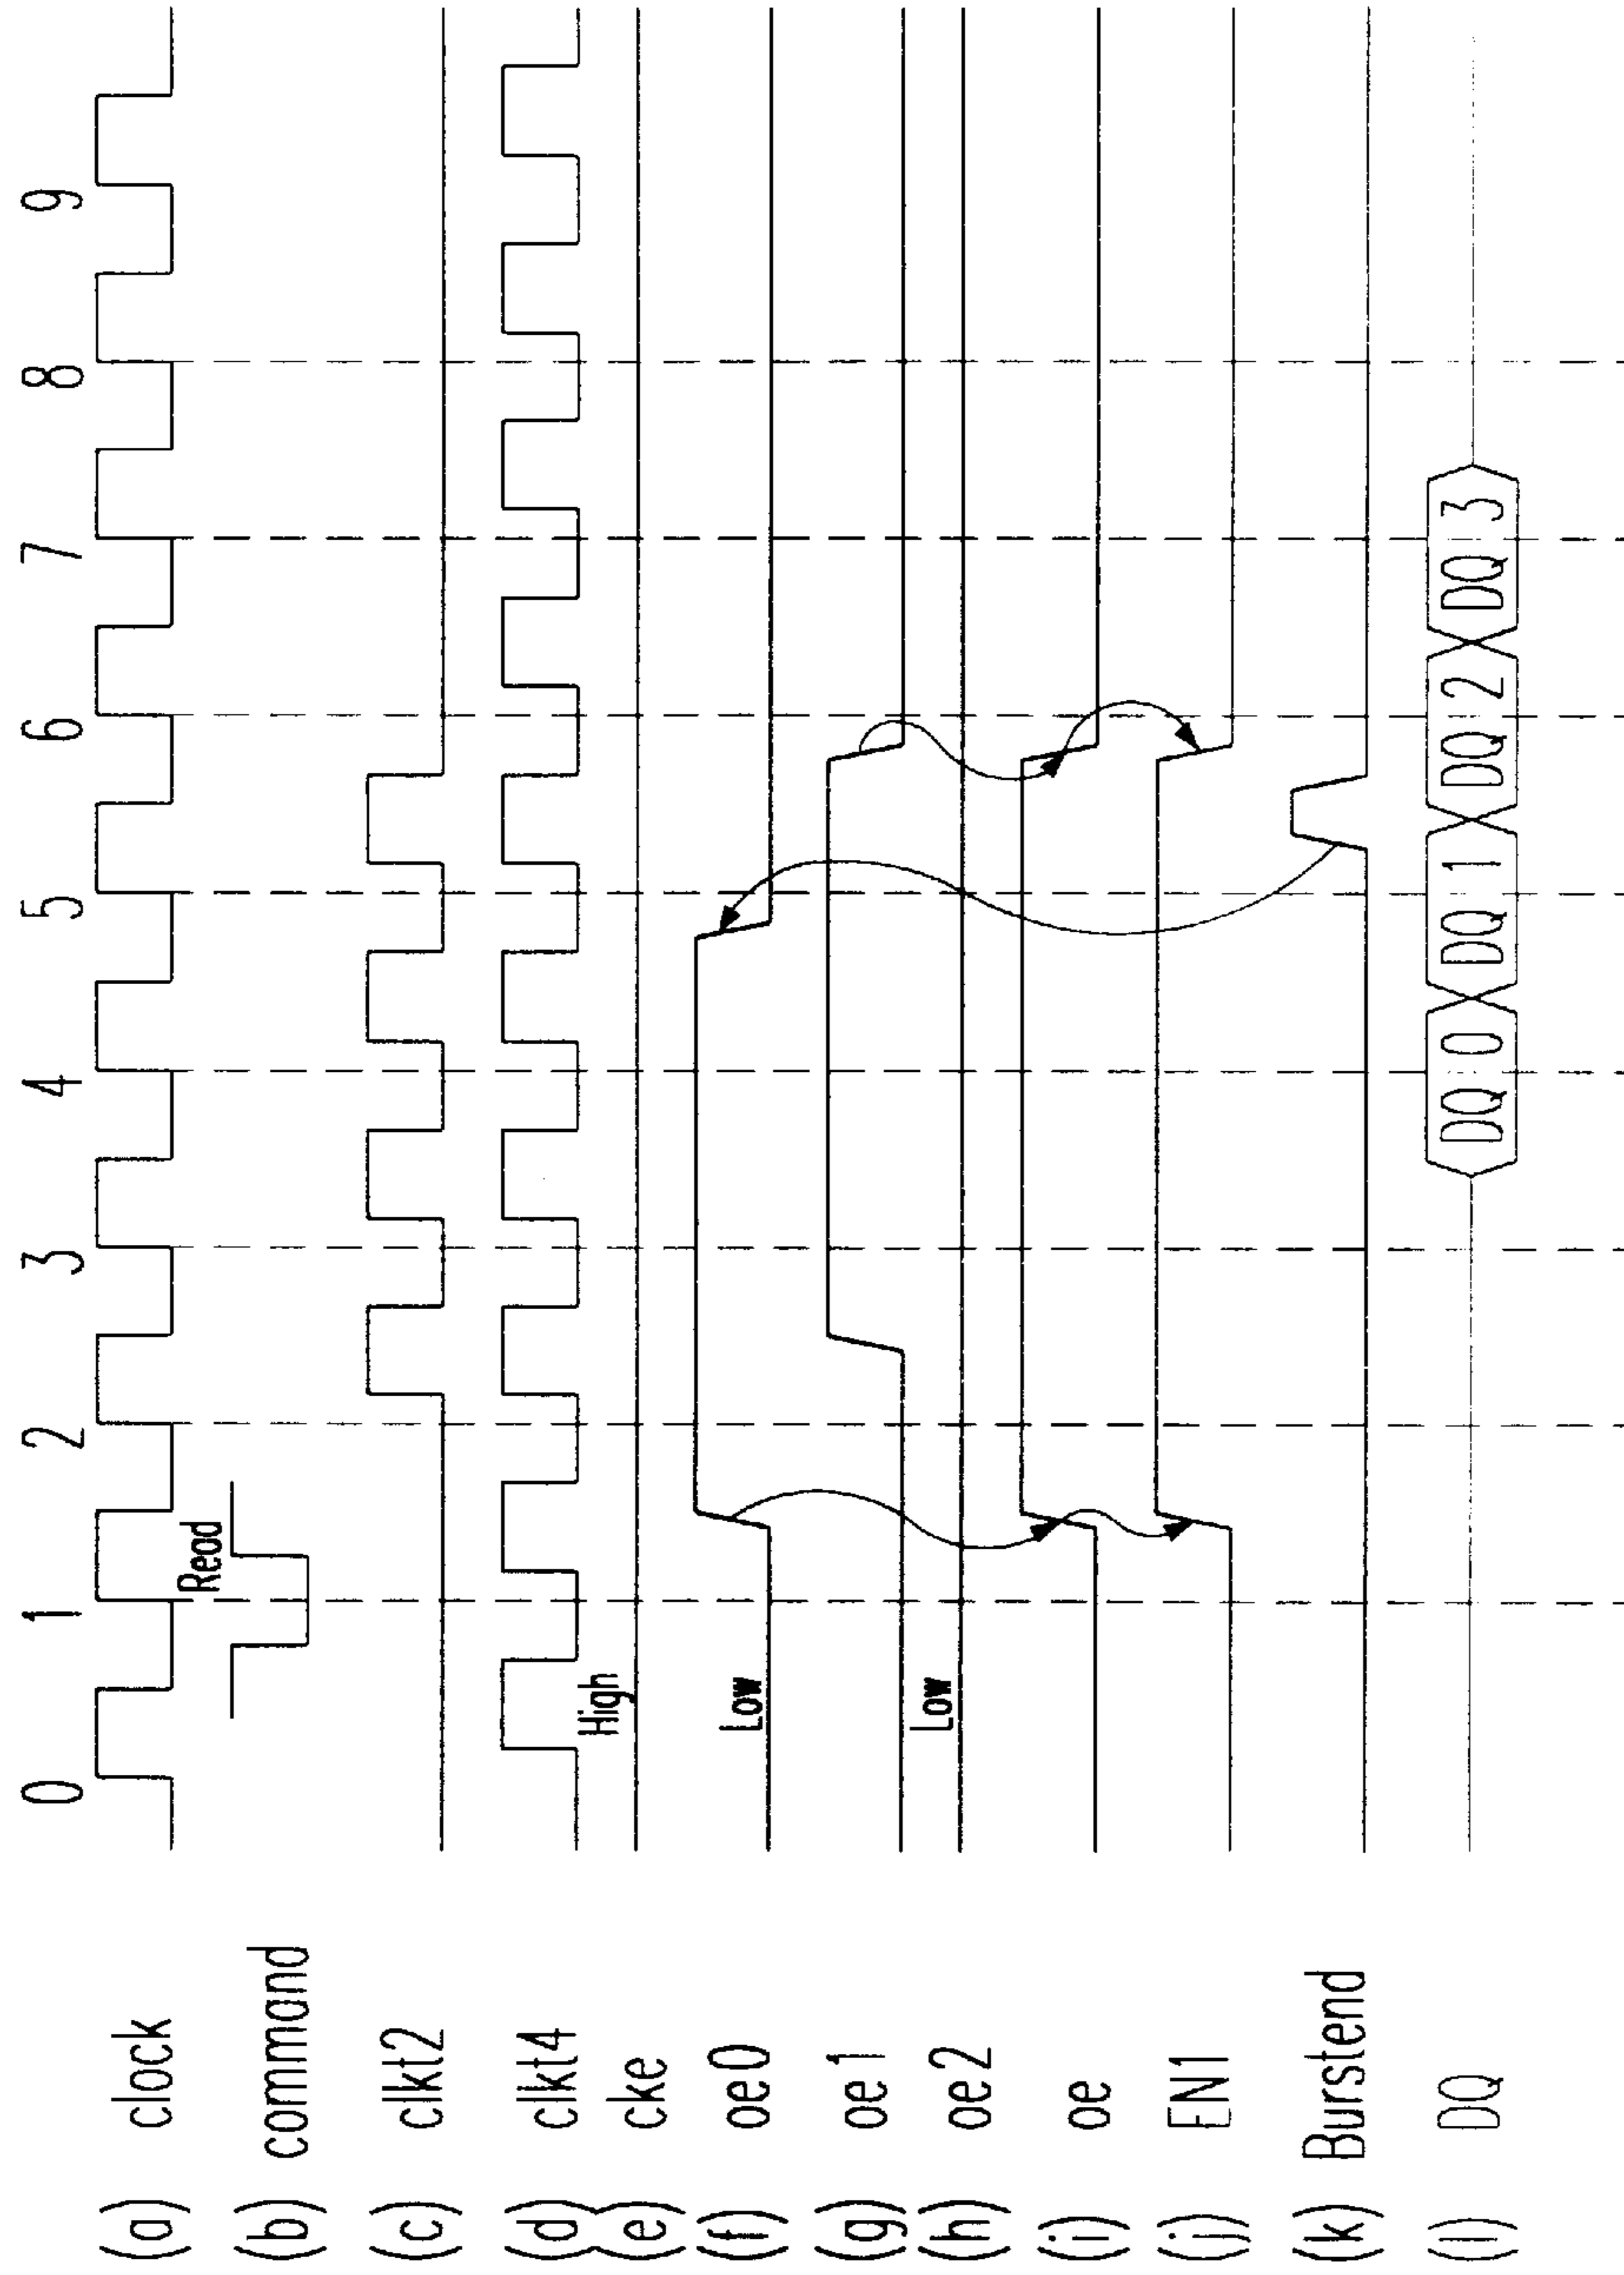 0 1 2 3 4 5 6 7 8 9
(a) clock
(b) command Read
(c) clkt2
(d) clkt4
(e) cke High
(f) oe0 Low
(g) oe1
(h) oe2 Low
(i) oe
(j) EN1
(k) Burstend
(l) DQ DQ 0 DQ 1 DQ 2 DQ 3